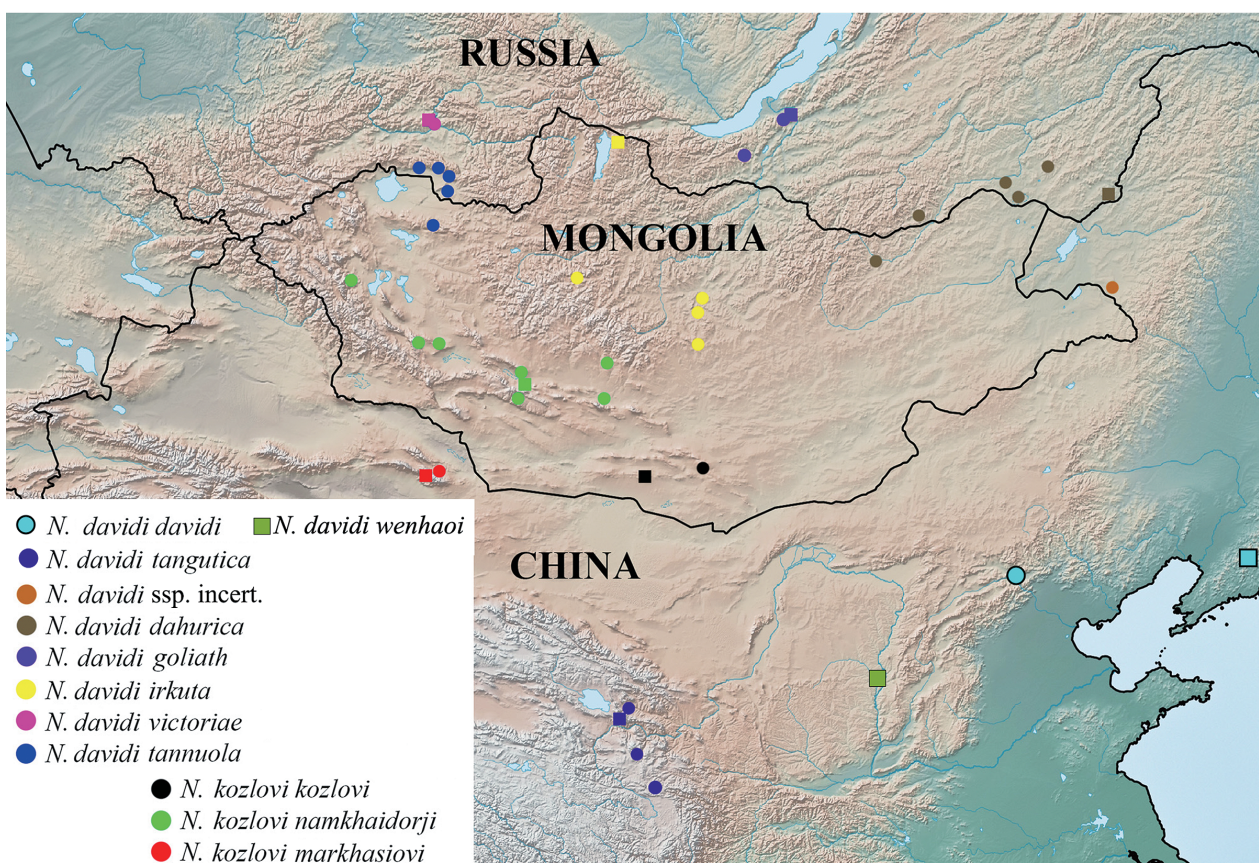 RUSSIA
MONGOLIA
CHINA
N. davidi davidi
N. davidi wenhaoi
N. davidi tangutica
N. davidi ssp. incert.
N. davidi dahurica
N. davidi goliath
N. davidi irkuta
N. davidi victoriae
N. davidi tannuola
N. kozlovi kozlovi
N. kozlovi namkhaidorji
N. kozlovi markhasiovi